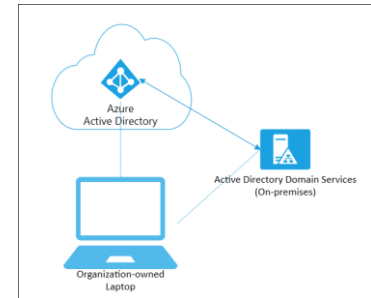 Azure
Active Directory
Active Directory Domain Services
(On-premises)
Organization-owned
Laptop